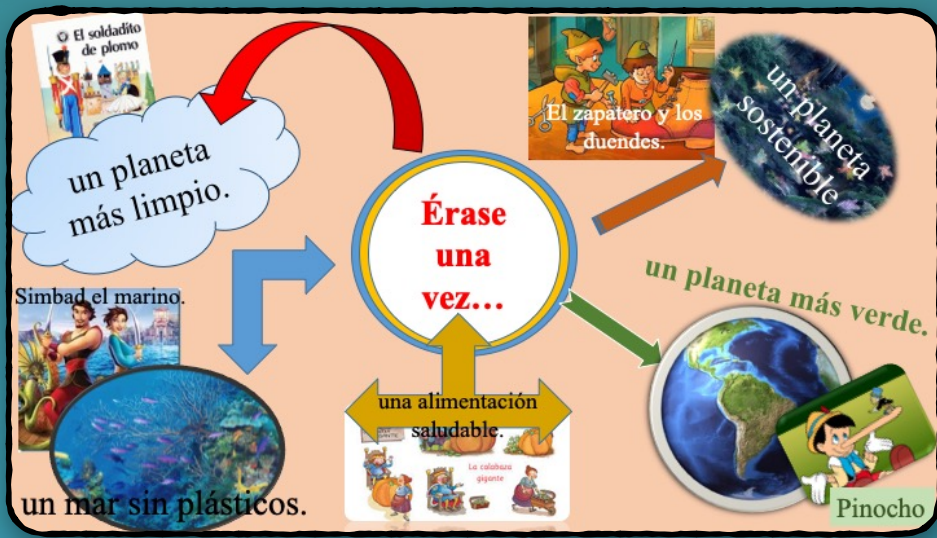 El soldadito
de plomo
un planeta
más limpio.
El zapatero y los
duendes.
un planeta
sostenible
Érase
una
vez…
Simbad el marino.
un mar sin plásticos.
una alimentación
saludable.
La calabaza
gigante
un planeta más verde.
Pinocho